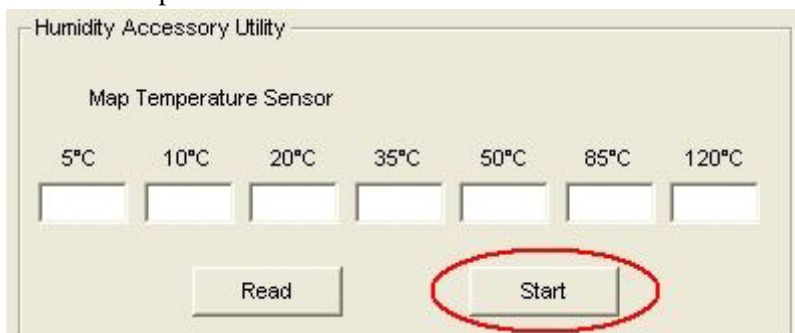 Humidity Accessory Utility
Map Temperature Sensor
5°C 10°C 20°C 35°C 50°C 85°C 120°C
Read Start